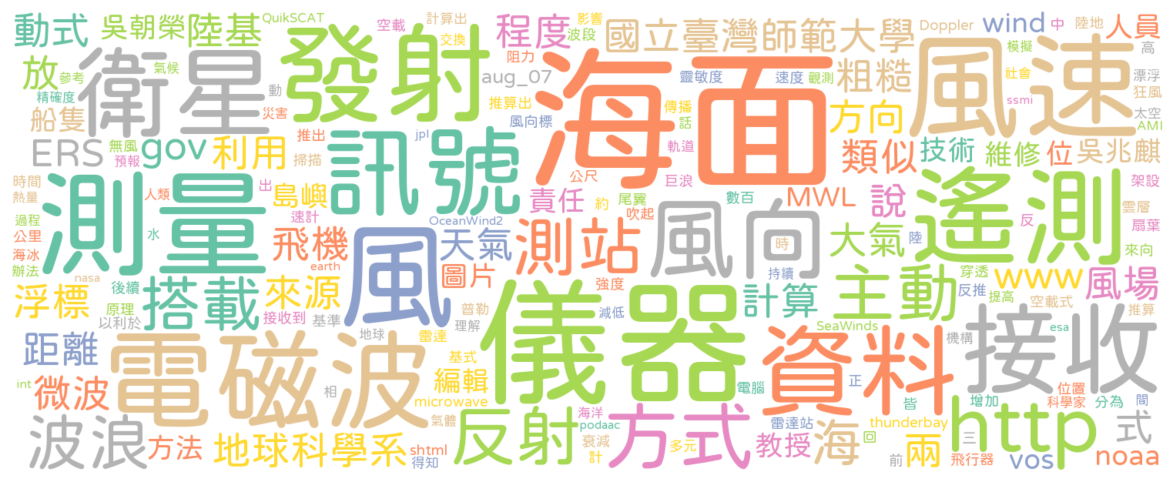 動式
吳朝榮
陸基
QuikSCAT
空載
計算出
交換
影響
波段
程度
國立臺灣師範大學
Doppler
wind
中
模擬
陸地
人員
高
參考
氣候
動
放
衛星
發射
阻力
aug_07
海面
靈敏度
速度
觀測
粗糙
風速
社會
ssmi
漂浮
狂風
太空
AMI
精確度
船隻
災害
推算出
傳播
話
方向
無風
預報
ERS
gov
利用
推出
掃描
jpl
風向標
訊號
軌道
類似
技術
維修
位
吳兆麒
時間
熱量
測量
人類
出
島嶼
速計
公尺
尾翼
約
責任
巨浪
數百
MWL
說
遙測
架設
雲層
反
扇葉
過程
公里
海冰
辦法
水
飛機
OceanWind2
風
天氣
吹起
測站
風向
時
大氣
陸
來向
nasa
後續
搭載
earth
圖片
強度
持續
主動
穿透
反推
www
風場
浮標
原理
以利於
來源
接收到
基準
普勒
理解
儀器
減低
計算
提高
空載式
推算
距離
電磁波
地球
雷達
SeaWinds
資料
機構
esa
接收
int
微波
相
基式
編輯
microwave
氣體
電腦
正
皆
位置
科學家
增加
分為
間
波浪
方法
地球科學系
shtml
得知
反射
海洋
podaac
衰減
計
方式
多元
雷達站
教授
海
回
thunderbay
前
飛行器
兩
http
三
vos
式
noaa